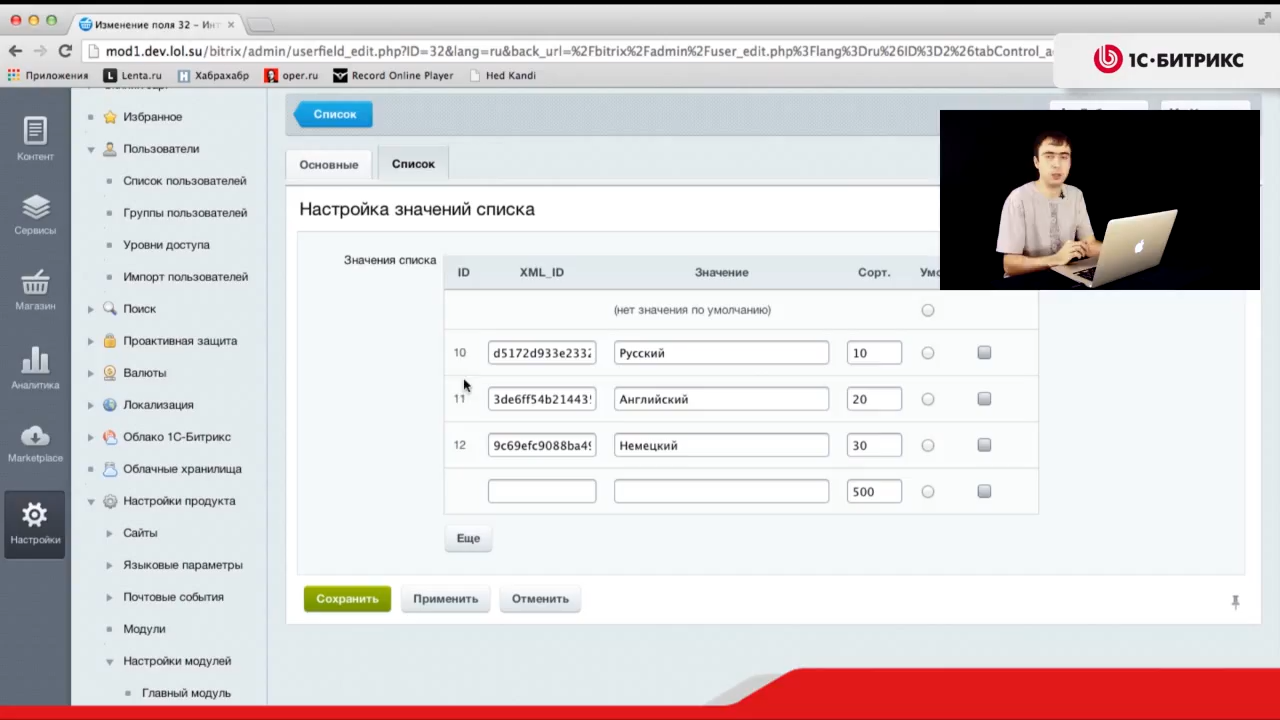 Изменение поля 32 – Инт
mod1.dev.lol.su/bitrix/admin/userfield_edit.php?ID=32&lang=ru&back_url=%2Fbitrix%2Fadmin%2Fuser_edit.php%3Flang%3Dru%26ID%3D2%26tabControl_a
1С·БИТРИКС
Приложения
Lenta.ru
Хабрахабр
oper.ru
Record Online Player
Hed Kandi
Контент
Сервисы
Магазин
Аналитика
Marketplace
Настройки
Избранное
Пользователи
Список пользователей
Группы пользователей
Уровни доступа
Импорт пользователей
Поиск
Проактивная защита
Валюты
Локализация
Облако 1С-Битрикс
Облачные хранилища
Настройки продукта
Сайты
Языковые параметры
Почтовые события
Модули
Настройки модулей
Главный модуль
Список
Основные
Список
Настройка значений списка
Значения списка
ID XML_ID Значение Сорт. Умо
(нет значения по умолчанию)
10 d5172d933e2332 Русский 10
11 3de6ff54b21443 Английский 20
12 9c69efc9088ba4 Немецкий 30
500
Еще
Сохранить
Применить
Отменить